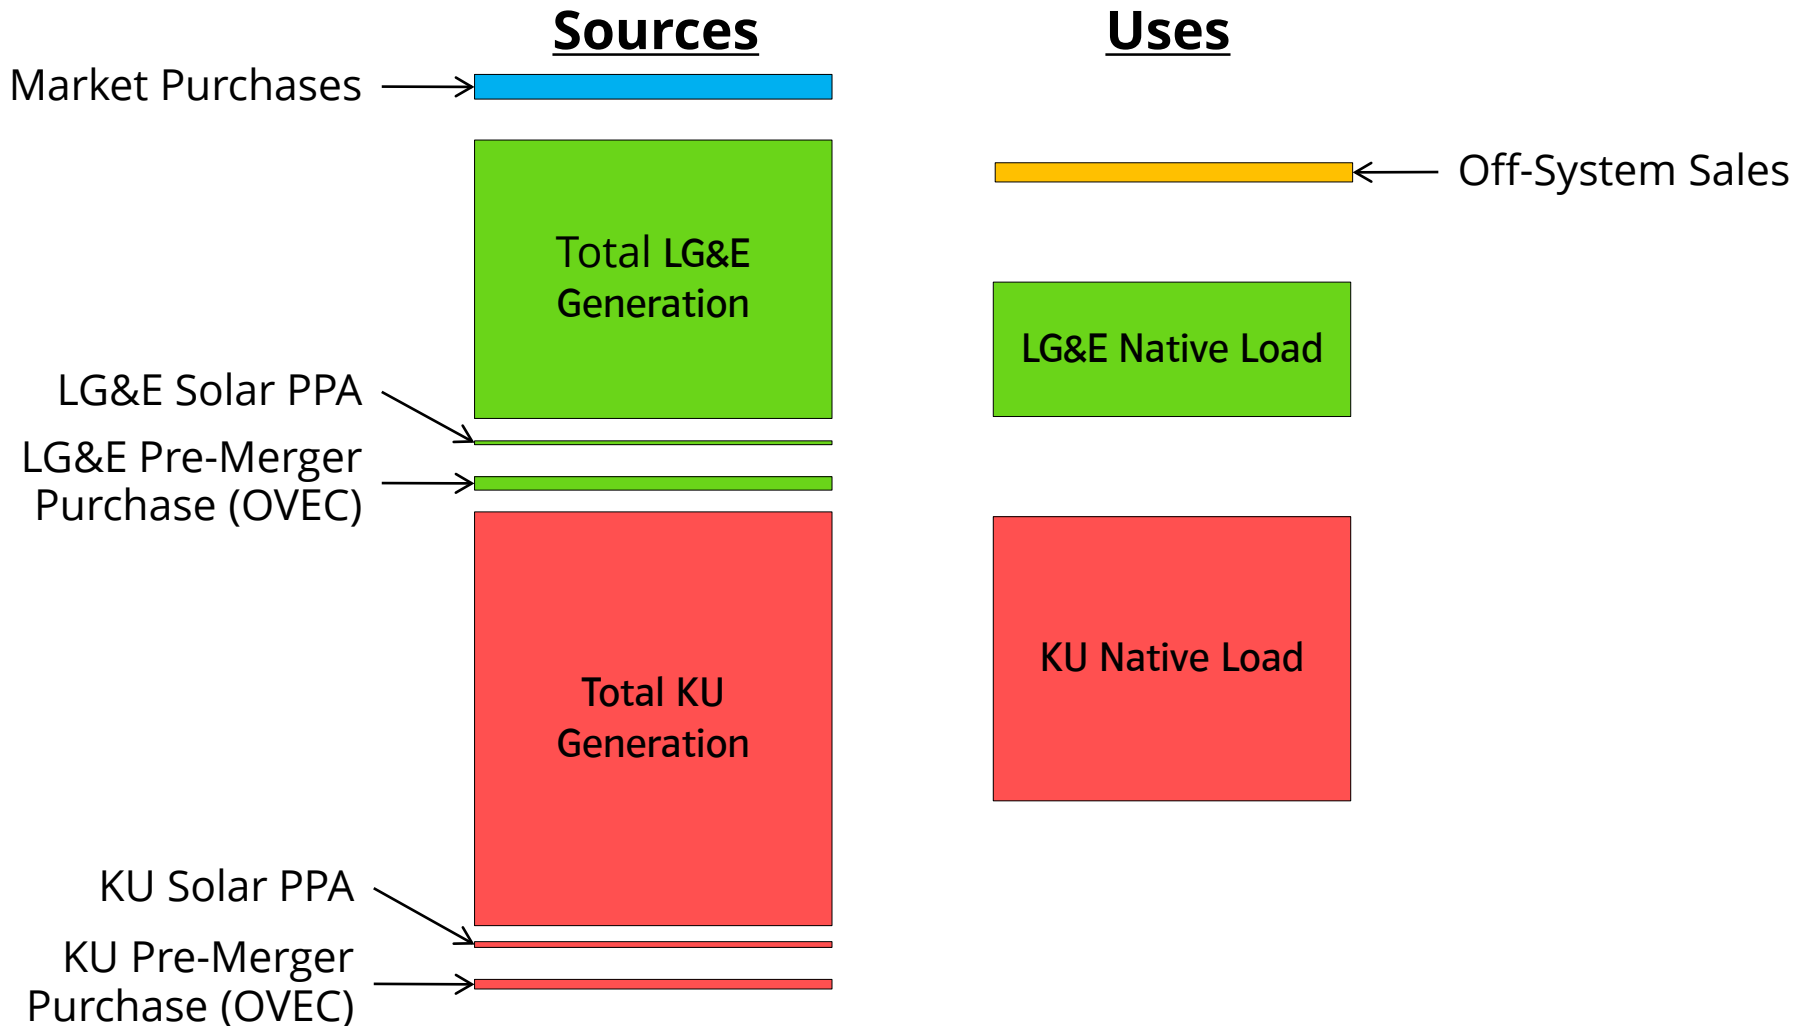 Sources
Uses
Market Purchases
Off-System Sales
Total LG&E
Generation
LG&E Native Load
LG&E Solar PPA
LG&E Pre-Merger
Purchase (OVEC)
KU Native Load
Total KU
Generation
KU Solar PPA
KU Pre-Merger
Purchase (OVEC)